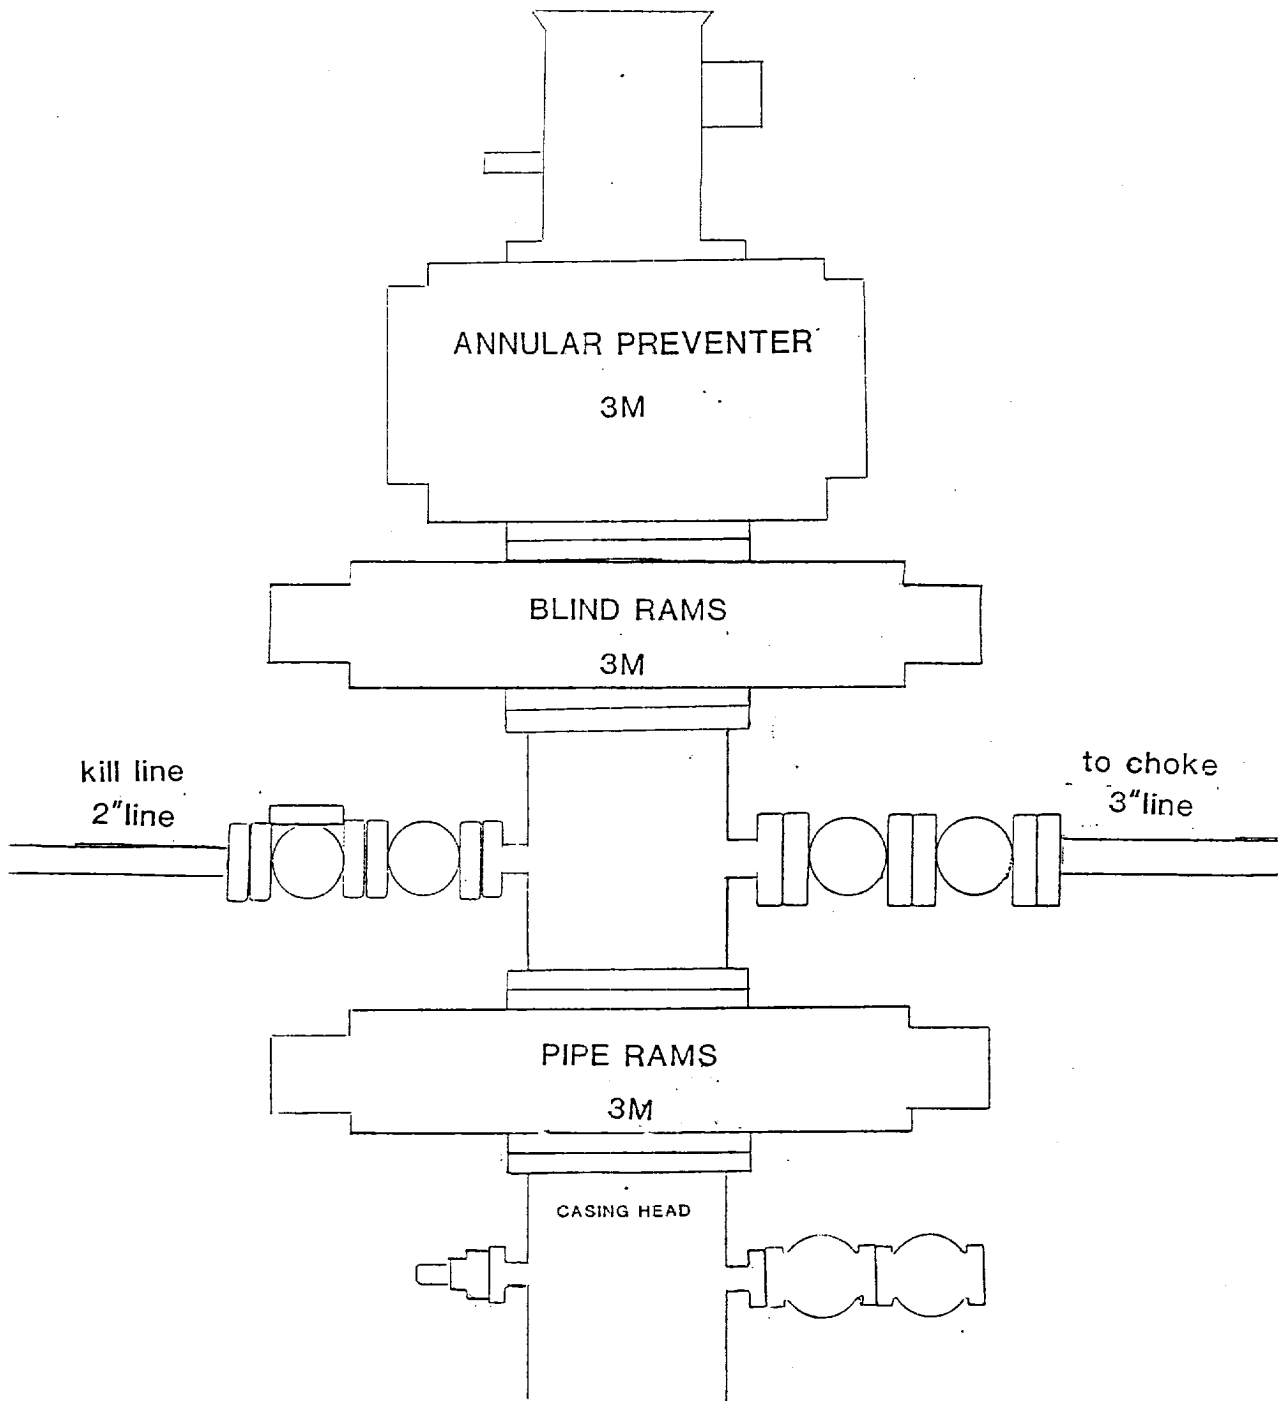 ANNULAR PREVENTER
3M
BLIND RAMS
3M
kill line
2"line
to choke
3"line
PIPE RAMS
3M
CASING HEAD